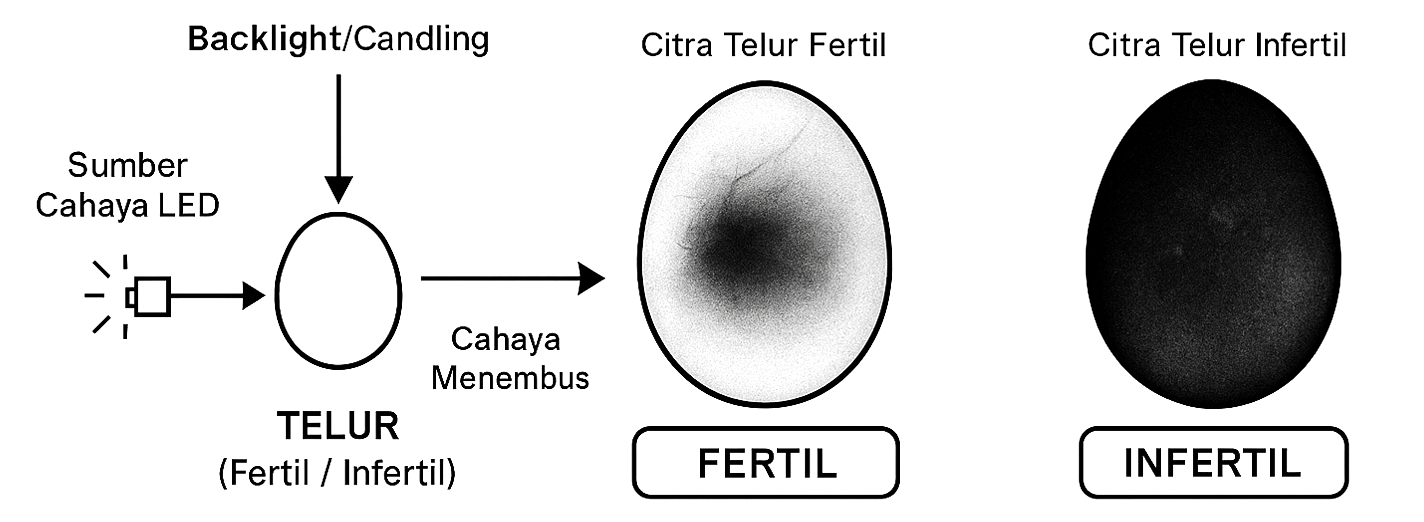 Backlight/Candling
Sumber
Cahaya LED
TELUR
(Fertil / Infertil)
Cahaya
Menembus
Citra Telur Fertil
FERTIL
Citra Telur Infertil
INFERTIL